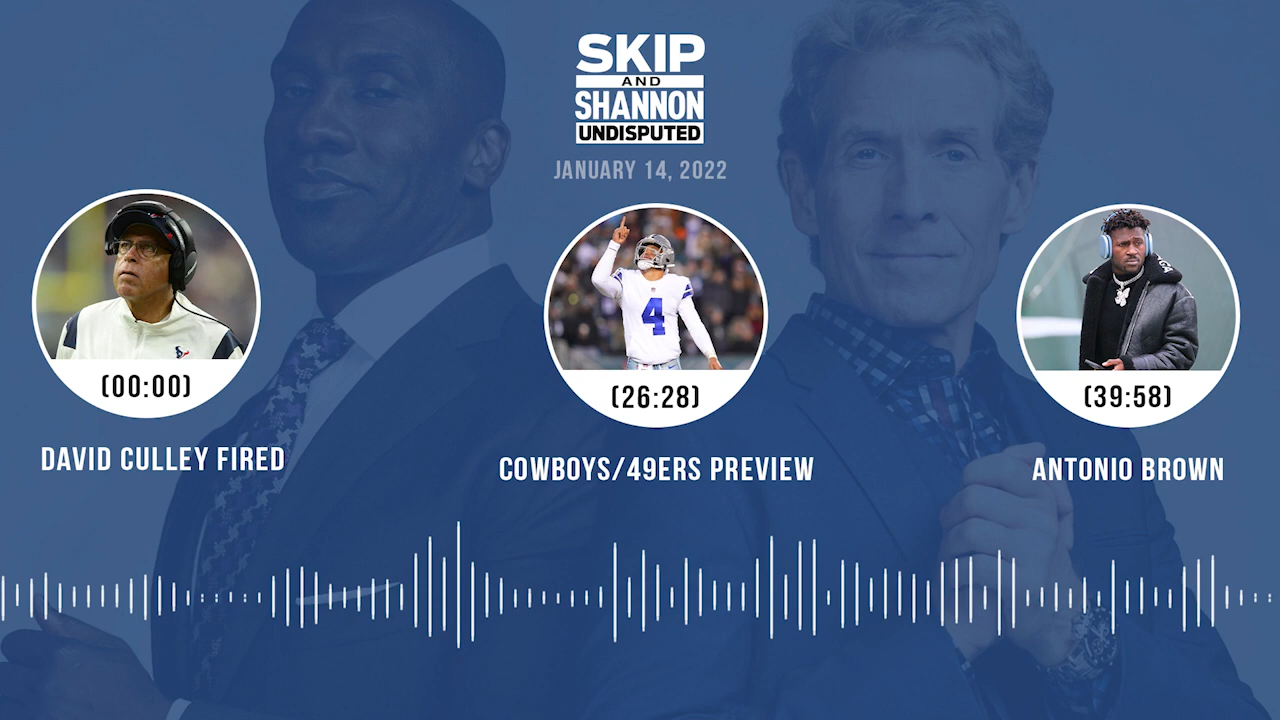 SKIP
AND
SHANNON
UNDISPUTED
JANUARY 14, 2022
(00:00)
DAVID CULLEY FIRED
4
(26:28)
COWBOYS/49ERS PREVIEW
(39:58)
ANTONIO BROWN